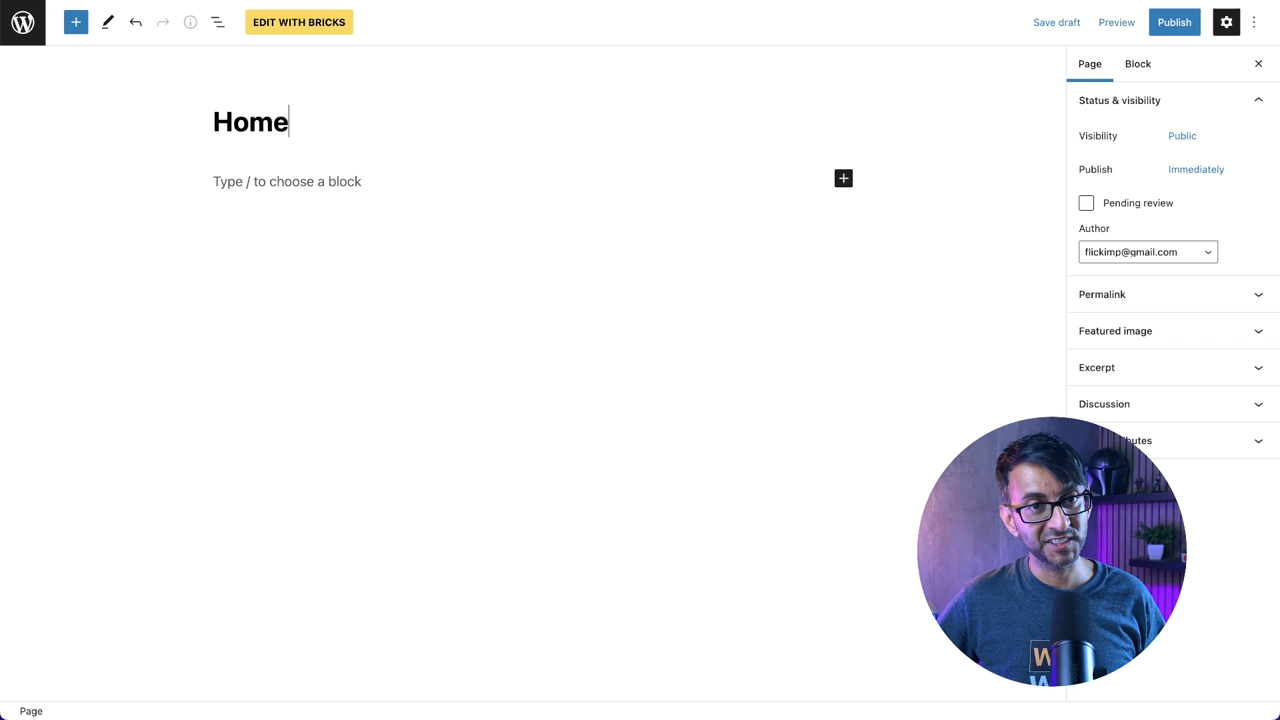 EDIT WITH BRICKS
Save draft
Preview
Publish
Page
Block
Home
Status & visibility
Type / to choose a block
Visibility
Public
Publish
Immediately
Pending review
Author
flickimp@gmail.com
Permalink
Featured image
Excerpt
Discussion
Page